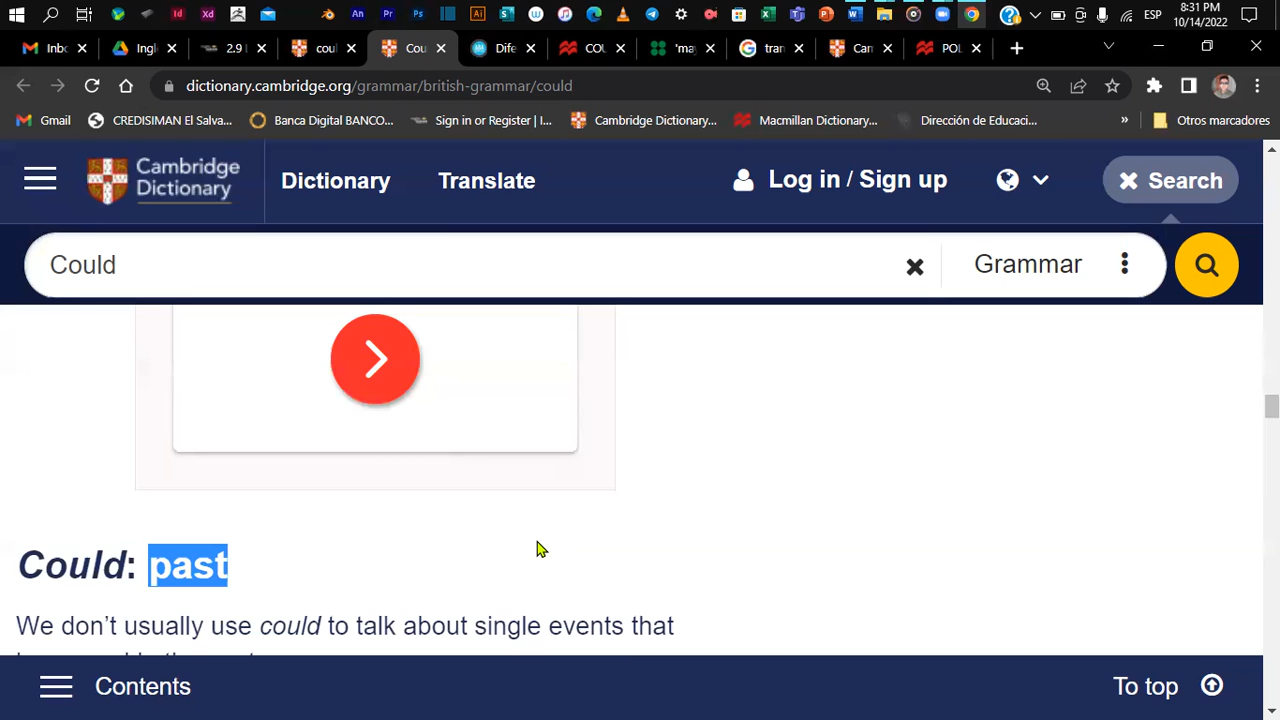 8:31 PM
ESP
10/14/2022
Inbo
Ingle
2.9 
coul
Cou
Dife
COU
'may
tran
Can
POL
dictionary.cambridge.org/grammar/british-grammar/could
Gmail
CREDISIMAN El Salva...
Banca Digital BANCO...
Sign in or Register | I...
Cambridge Dictionary...
Macmillan Dictionary...
Dirección de Educaci...
»
Otros marcadores
Cambridge
Dictionary
Dictionary
Translate
Log in / Sign up
Search
Could
Grammar
Could: past
We don't usually use could to talk about single events that
Contents
To top